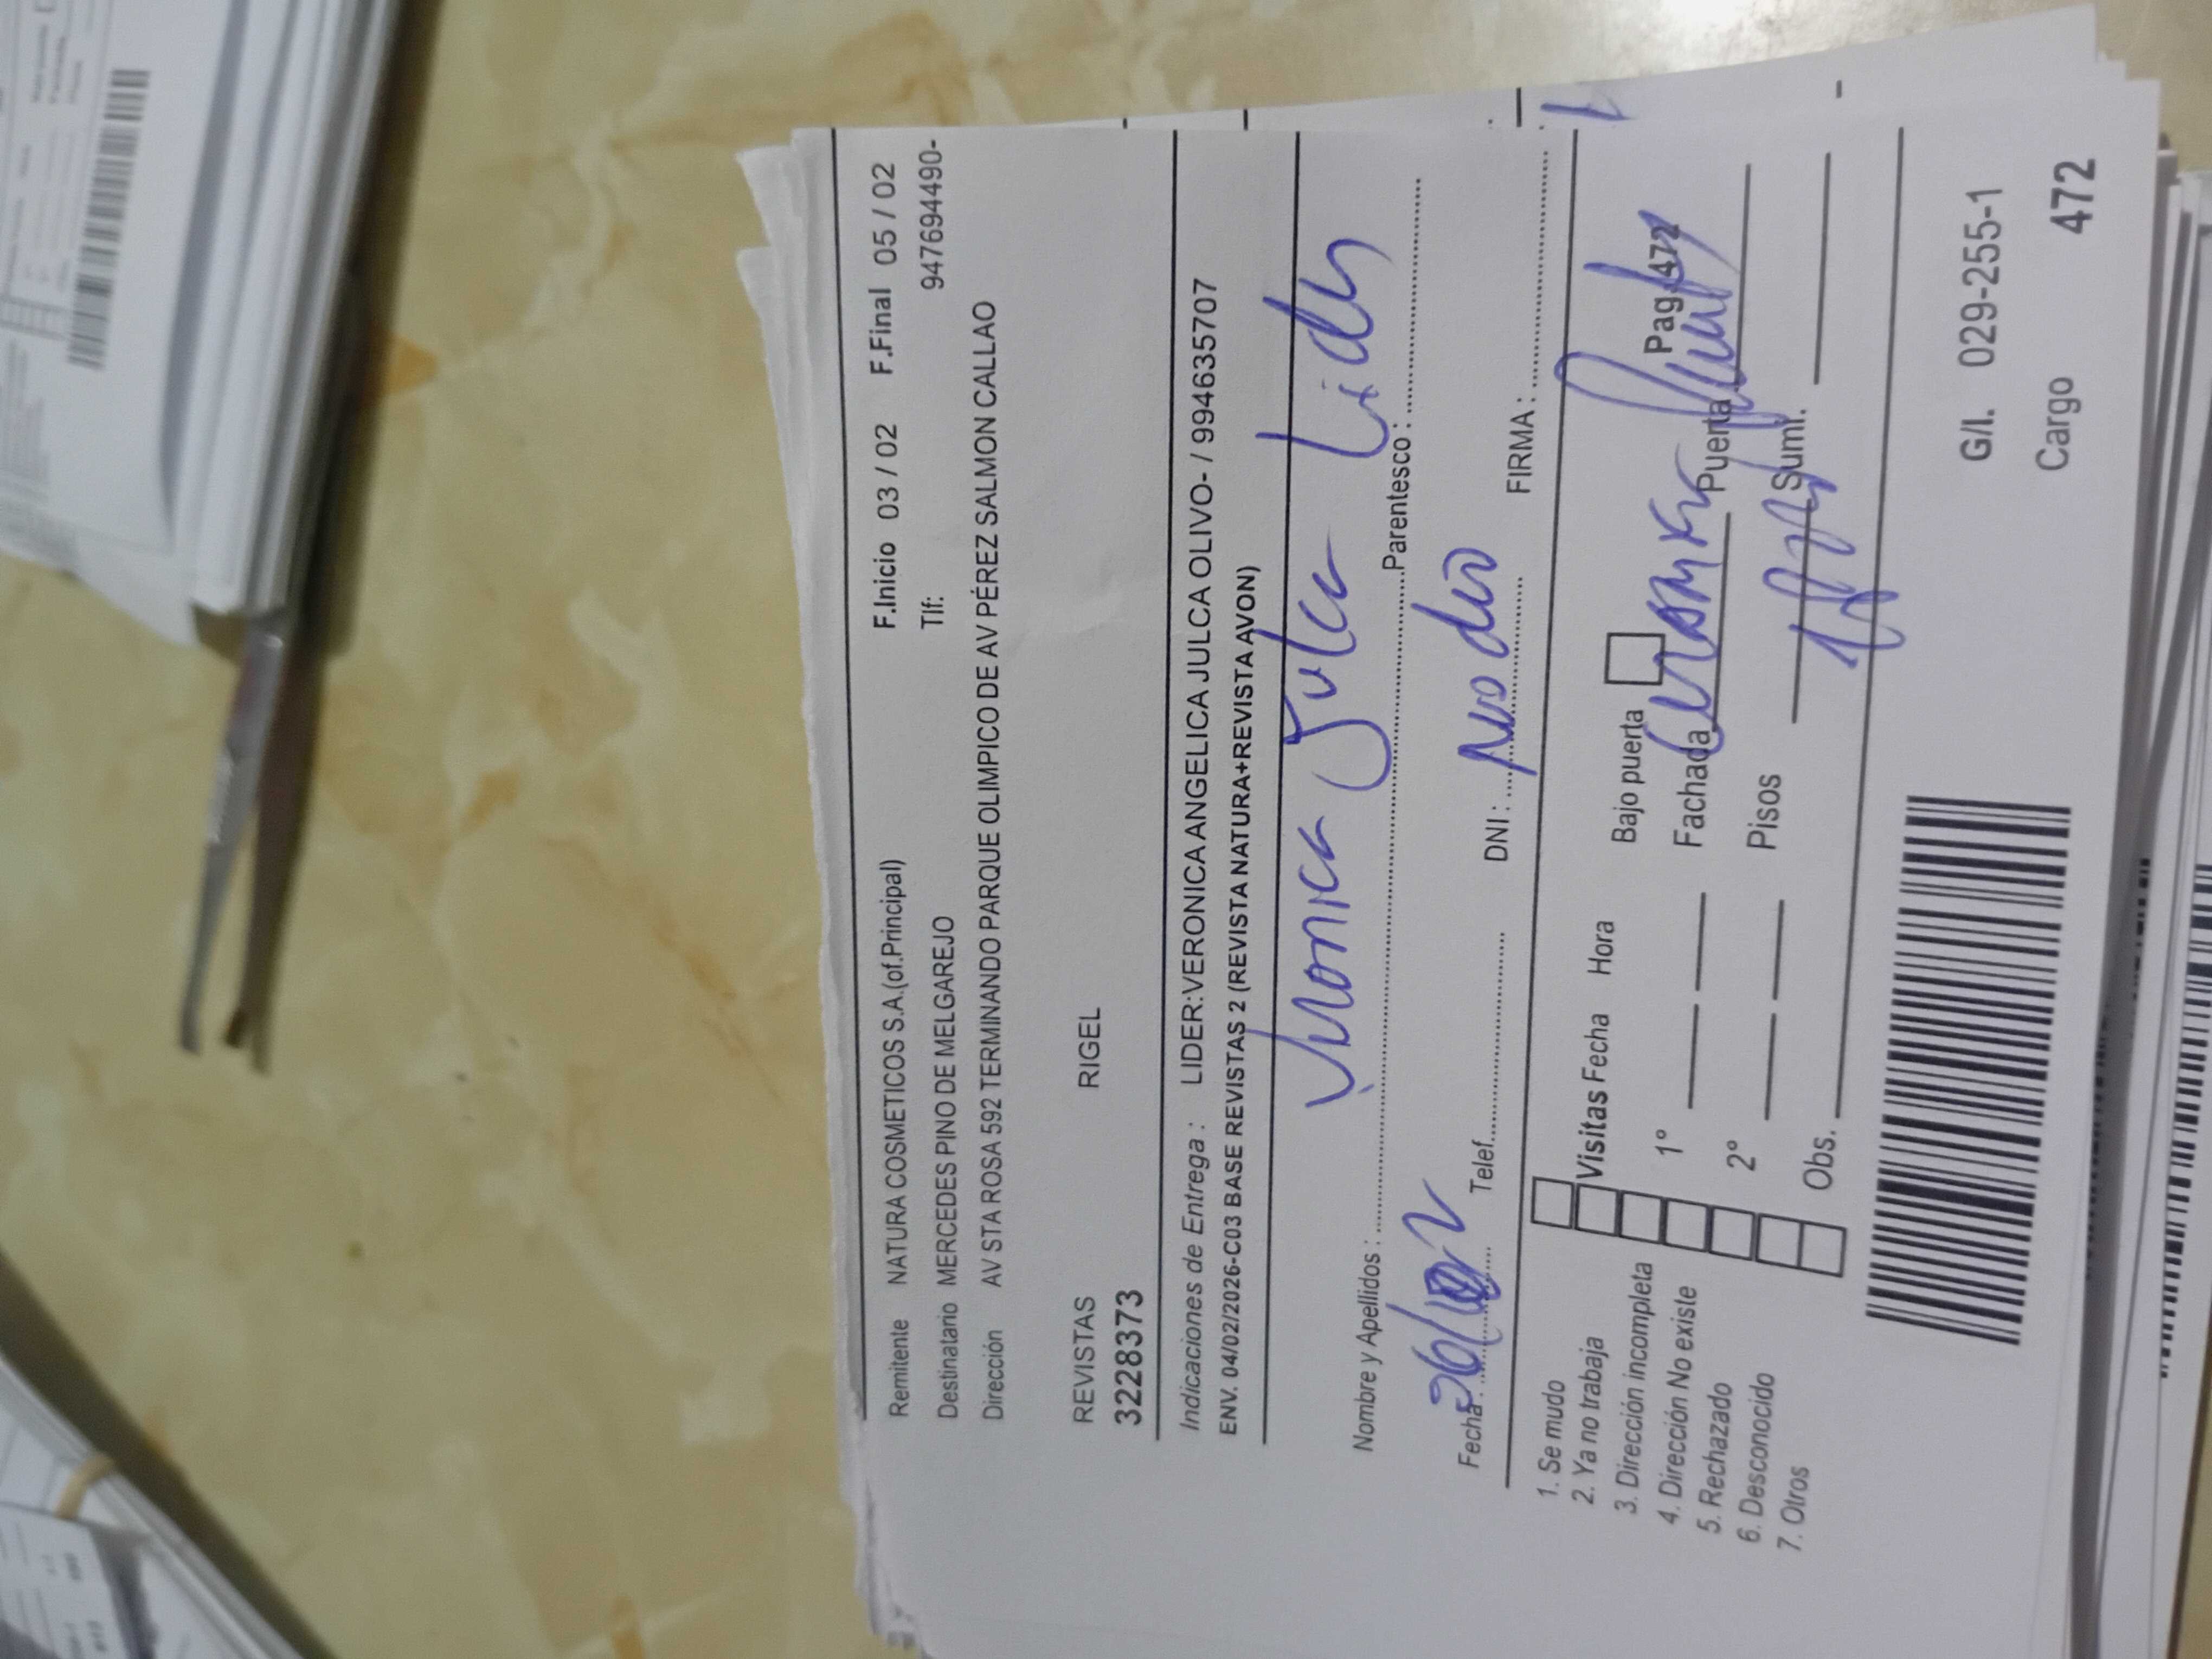 F.Inicio 03 / 02 F.Final 05 / 02
Remitente NATURA COSMETICOS S.A.(of.Principal) Tlf: 947694490-
Destinatario MERCEDES PINO DE MELGAREJO
Dirección AV STA ROSA 592 TERMINANDO PARQUE OLIMPICO DE AV PÉREZ SALMON CALLAO
REVISTAS RIGEL
3228373
Indicaciones de Entrega : LIDER:VERONICA ANGELICA JULCA OLIVO- / 994635707
ENV. 04/02/2026-C03 BASE REVISTAS 2 (REVISTA NATURA+REVISTA AVON)
Veronica Julca Lider
Nombre y Apellidos : Parentesco :
Fecha : Telef. DNI : No dio FIRMA :
1. Se mudo
2. Ya no trabaja
3. Dirección incompleta
4. Dirección No existe
5. Rechazado
6. Desconocido
7. Otros
Visitas Fecha Hora Bajo puerta
1° Fachada Puerta Pag. 472
2° Pisos Sumi.
Obs.
G/I. 029-255-1
Cargo 472